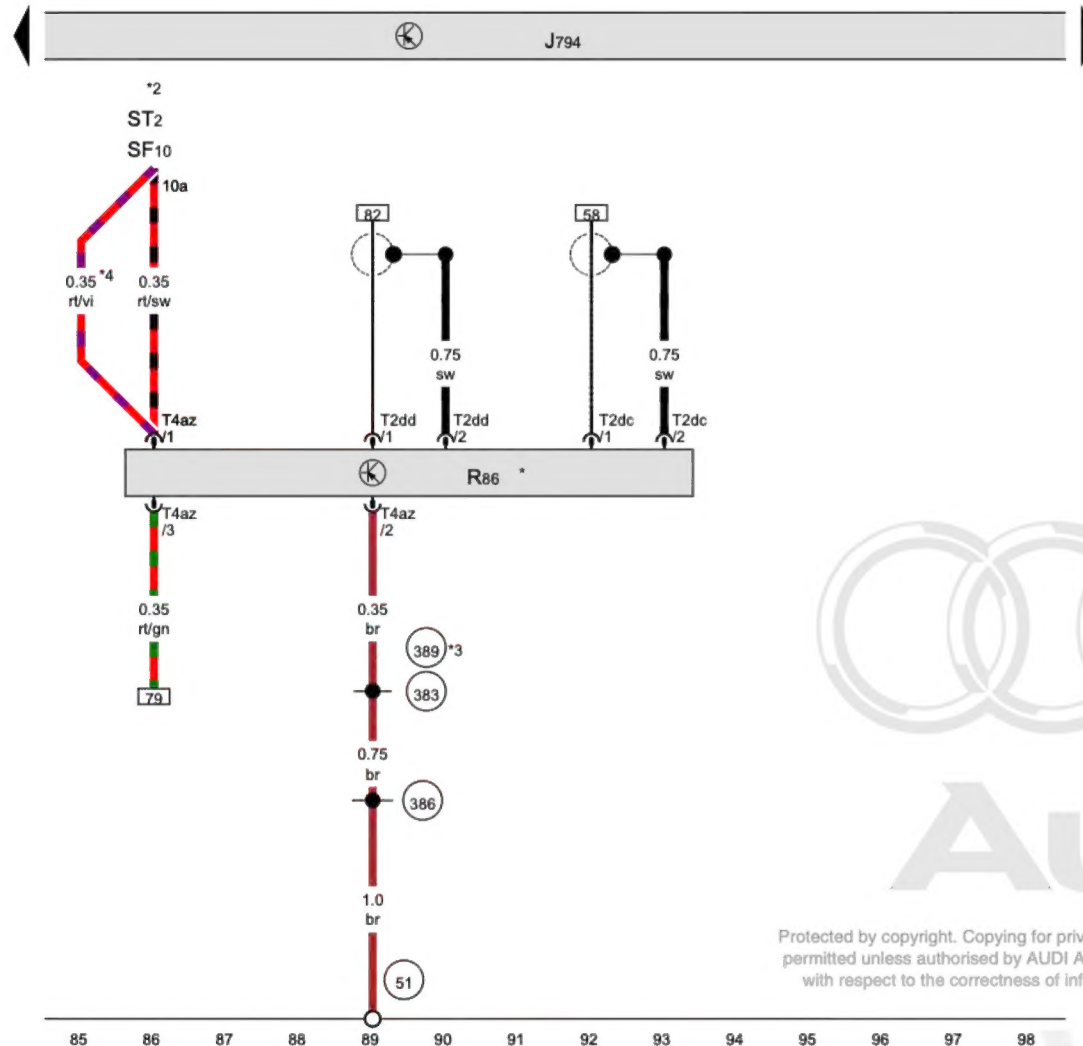 J794
*2
ST2
SF10
10a
82
58
0.35 *4
rt/vi
0.35
rt/sw
0.75
sw
0.75
sw
T4az
/1
T2dd
/1
T2dd
/2
T2dc
/1
T2dc
/2
R86 *
T4az
/3
T4az
/2
0.35
rt/gn
0.35
br
389 *3
383
79
0.75
br
386
1.0
br
51
Protected by copyright. Copying for priv
permitted unless authorised by AUDI A
with respect to the correctness of inf
85 86 87 88 89 90 91 92 93 94 95 96 97 98